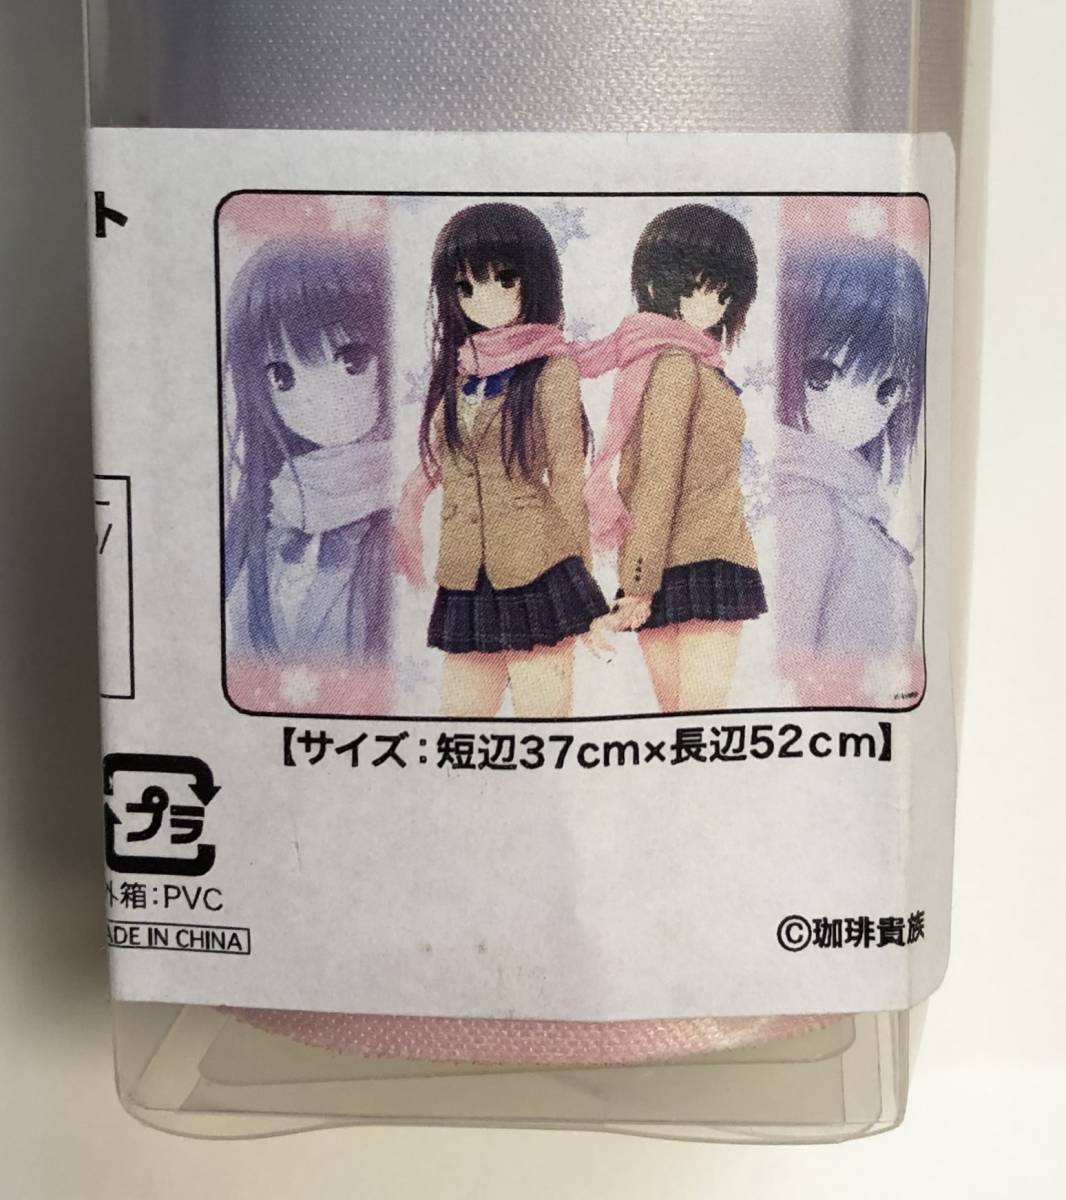 ト
【サイズ：短辺37cm×長辺52cm】
プラ
外箱：PVC
ADE IN CHINA
©珈琲貴族